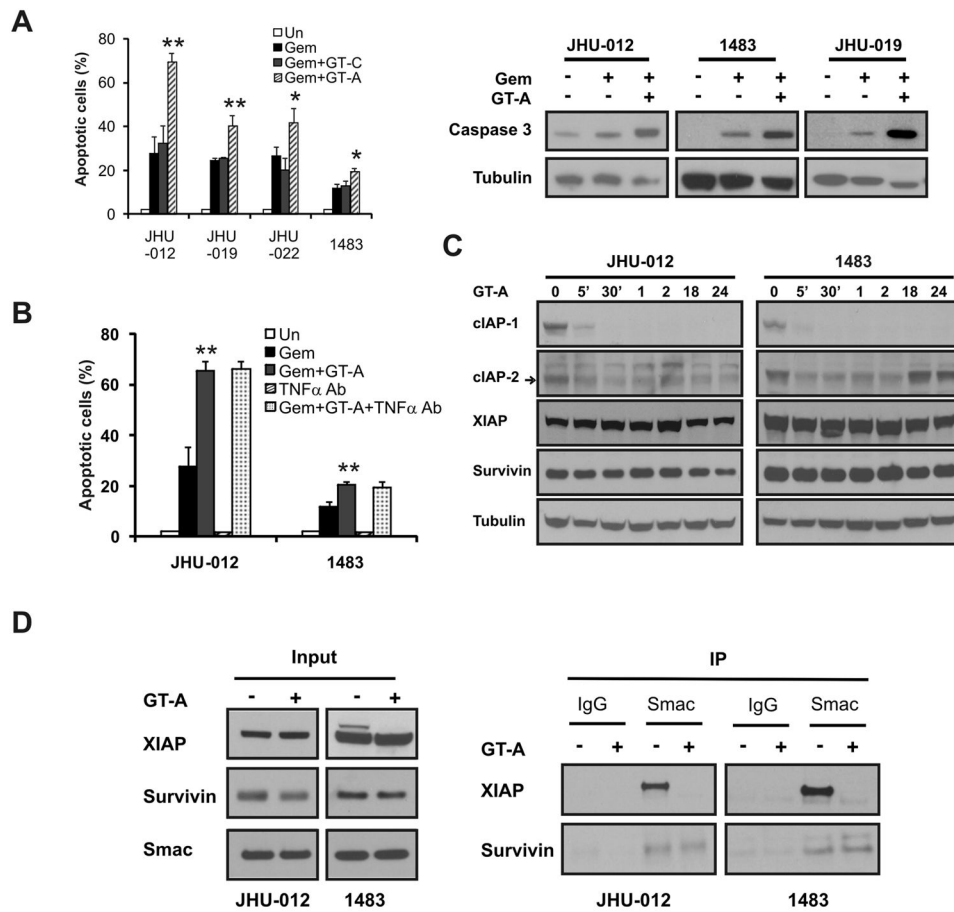 A
Apoptotic cells (%)
80
60
40
20
0
Un
Gem
Gem+GT-C
Gem+GT-A
**
**
*
*
JHU -012
JHU -019
JHU -022
1483
JHU-012 1483 JHU-019
Gem - + + - + + - + +
GT-A - - + - - + - - +
Caspase 3
Tubulin
B
Apoptotic cells (%)
80
60
40
20
0
Un
Gem
Gem+GT-A
TNFα Ab
Gem+GT-A+TNFα Ab
**
**
JHU-012 1483
C
JHU-012 1483
GT-A 0 5' 30' 1 2 18 24 0 5' 30' 1 2 18 24
cIAP-1
cIAP-2
XIAP
Survivin
Tubulin
D
Input
GT-A - + - +
XIAP
Survivin
Smac
JHU-012 1483
IP
IgG Smac IgG Smac
GT-A - + - + - + - +
XIAP
Survivin
JHU-012 1483